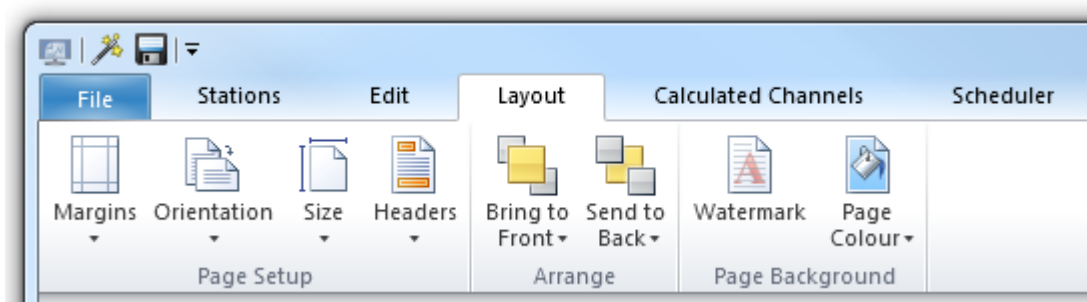 File Stations Edit Layout Calculated Channels Scheduler
Margins Orientation Size Headers Bring to Front Send to Back Watermark Page Colour
Page Setup Arrange Page Background